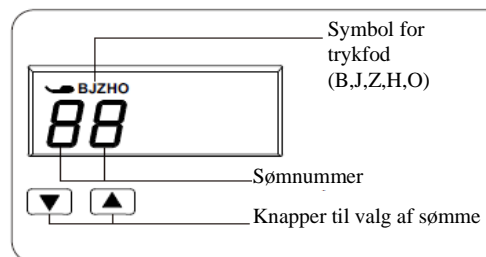 Symbol for
trykfod
(B,J,Z,H,O)
BJZHO
88
Sømnummer
Knapper til valg af sømme